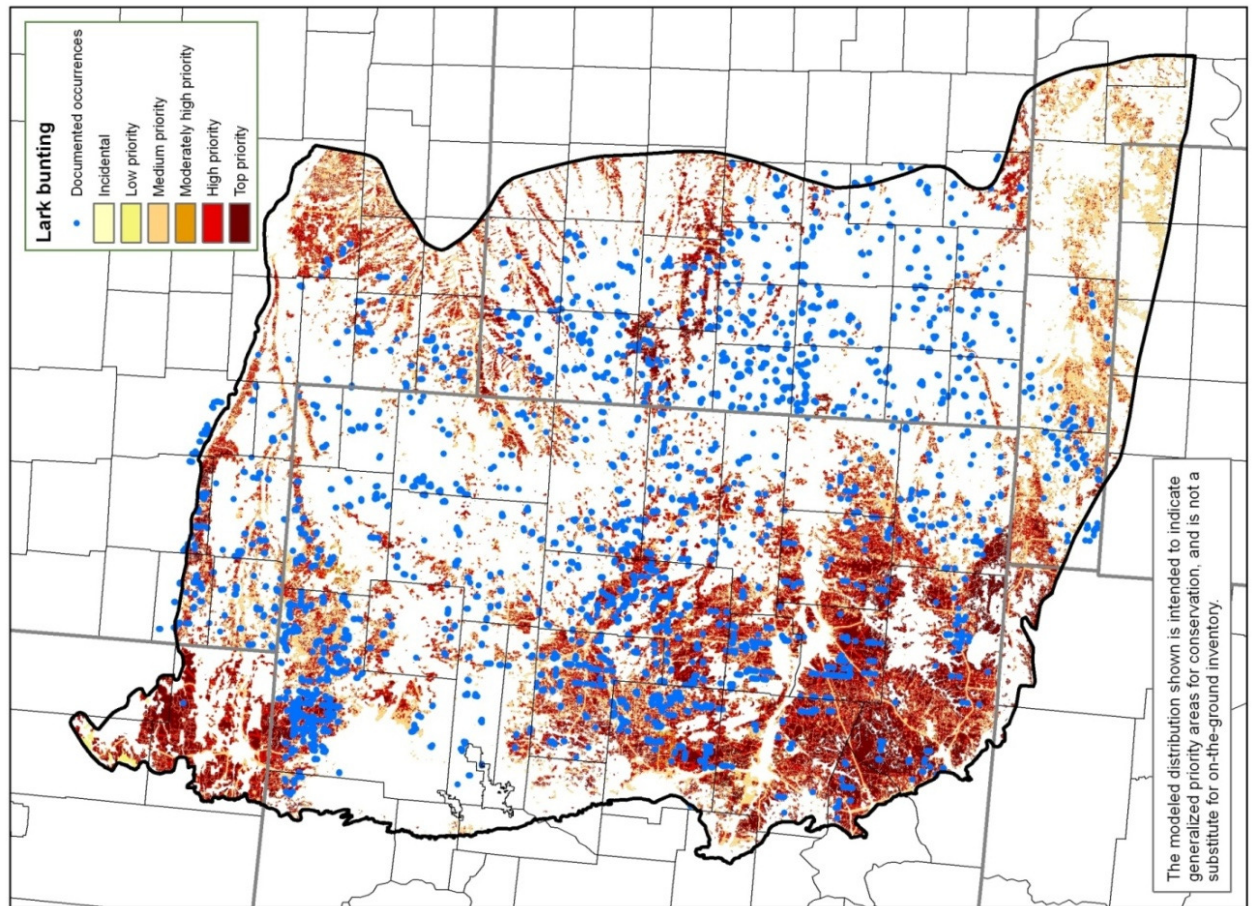 Lark bunting
Documented occurrences
Incidental
Low priority
Medium priority
Moderately high priority
High priority
Top priority
The modeled distribution shown is intended to indicate
generalized priority areas for conservation, and is not a
substitute for on-the-ground inventory.